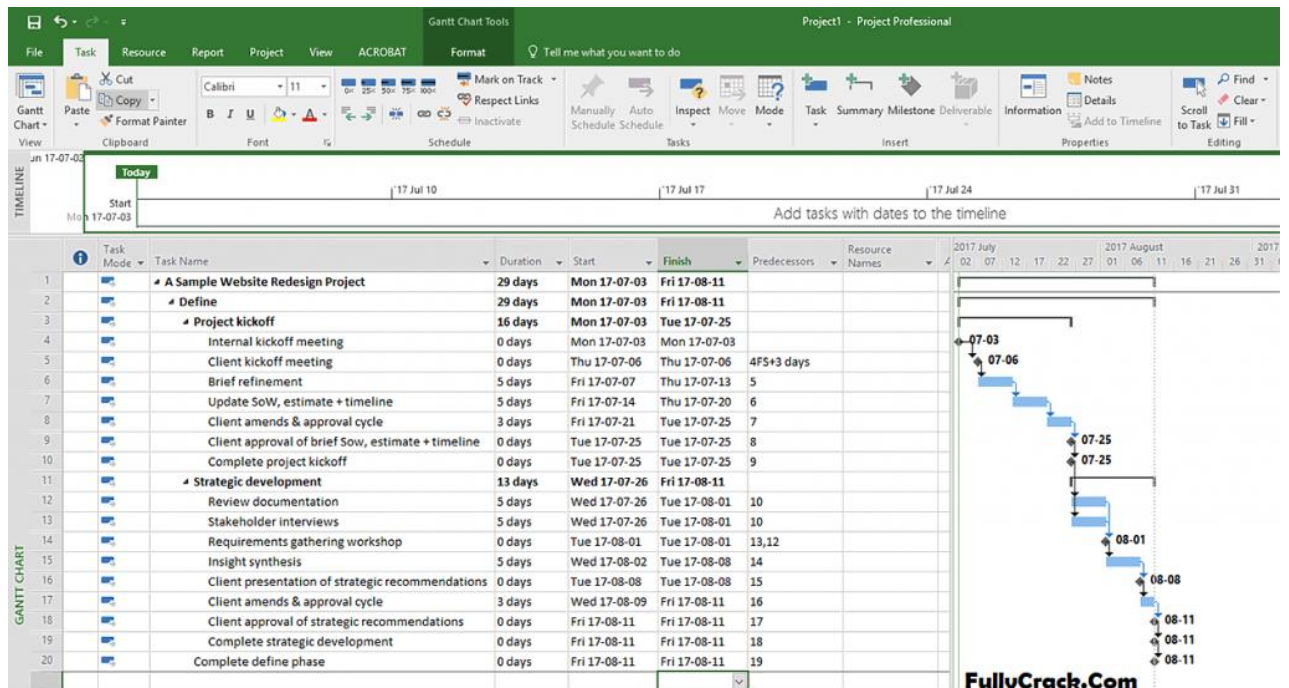 Gantt Chart Tools
Project1 - Project Professional
File Task Resource Report Project View ACROBAT Format Tell me what you want to do
Gantt Chart
View
Paste
Cut
Copy
Format Painter
Clipboard
Calibri 11
B I U A
Font
0× 25× 50× 75× 100×
Mark on Track
Respect Links
Inactivate
Schedule
Manually Schedule
Auto Schedule
Inspect Move Mode
Tasks
Task Summary Milestone Deliverable
Insert
Information
Notes
Details
Add to Timeline
Properties
Scroll to Task
Find
Clear
Fill
Editing
TIMELINE
un 17-07-02
Today
Start
Mon 17-07-03
'17 Jul 10 '17 Jul 17 '17 Jul 24 '17 Jul 31
Add tasks with dates to the timeline
Task Mode Task Name Duration Start Finish Predecessors Resource Names
2017 July 2017 August 2017
02 07 12 17 22 27 01 06 11 16 21 26 31
GANTT CHART
1 A Sample Website Redesign Project 29 days Mon 17-07-03 Fri 17-08-11
2 Define 29 days Mon 17-07-03 Fri 17-08-11
3 Project kickoff 16 days Mon 17-07-03 Tue 17-07-25
4 Internal kickoff meeting 0 days Mon 17-07-03 Mon 17-07-03 07-03
5 Client kickoff meeting 0 days Thu 17-07-06 Thu 17-07-06 4FS+3 days 07-06
6 Brief refinement 5 days Fri 17-07-07 Thu 17-07-13 5
7 Update SoW, estimate + timeline 5 days Fri 17-07-14 Thu 17-07-20 6
8 Client amends & approval cycle 3 days Fri 17-07-21 Tue 17-07-25 7
9 Client approval of brief Sow, estimate + timeline 0 days Tue 17-07-25 Tue 17-07-25 8 07-25
10 Complete project kickoff 0 days Tue 17-07-25 Tue 17-07-25 9 07-25
11 Strategic development 13 days Wed 17-07-26 Fri 17-08-11
12 Review documentation 5 days Wed 17-07-26 Tue 17-08-01 10
13 Stakeholder interviews 5 days Wed 17-07-26 Tue 17-08-01 10
14 Requirements gathering workshop 0 days Tue 17-08-01 Tue 17-08-01 13,12 08-01
15 Insight synthesis 5 days Wed 17-08-02 Tue 17-08-08 14
16 Client presentation of strategic recommendations 0 days Tue 17-08-08 Tue 17-08-08 15 08-08
17 Client amends & approval cycle 3 days Wed 17-08-09 Fri 17-08-11 16
18 Client approval of strategic recommendations 0 days Fri 17-08-11 Fri 17-08-11 17 08-11
19 Complete strategic development 0 days Fri 17-08-11 Fri 17-08-11 18 08-11
20 Complete define phase 0 days Fri 17-08-11 Fri 17-08-11 19 08-11
FullyCrack.Com